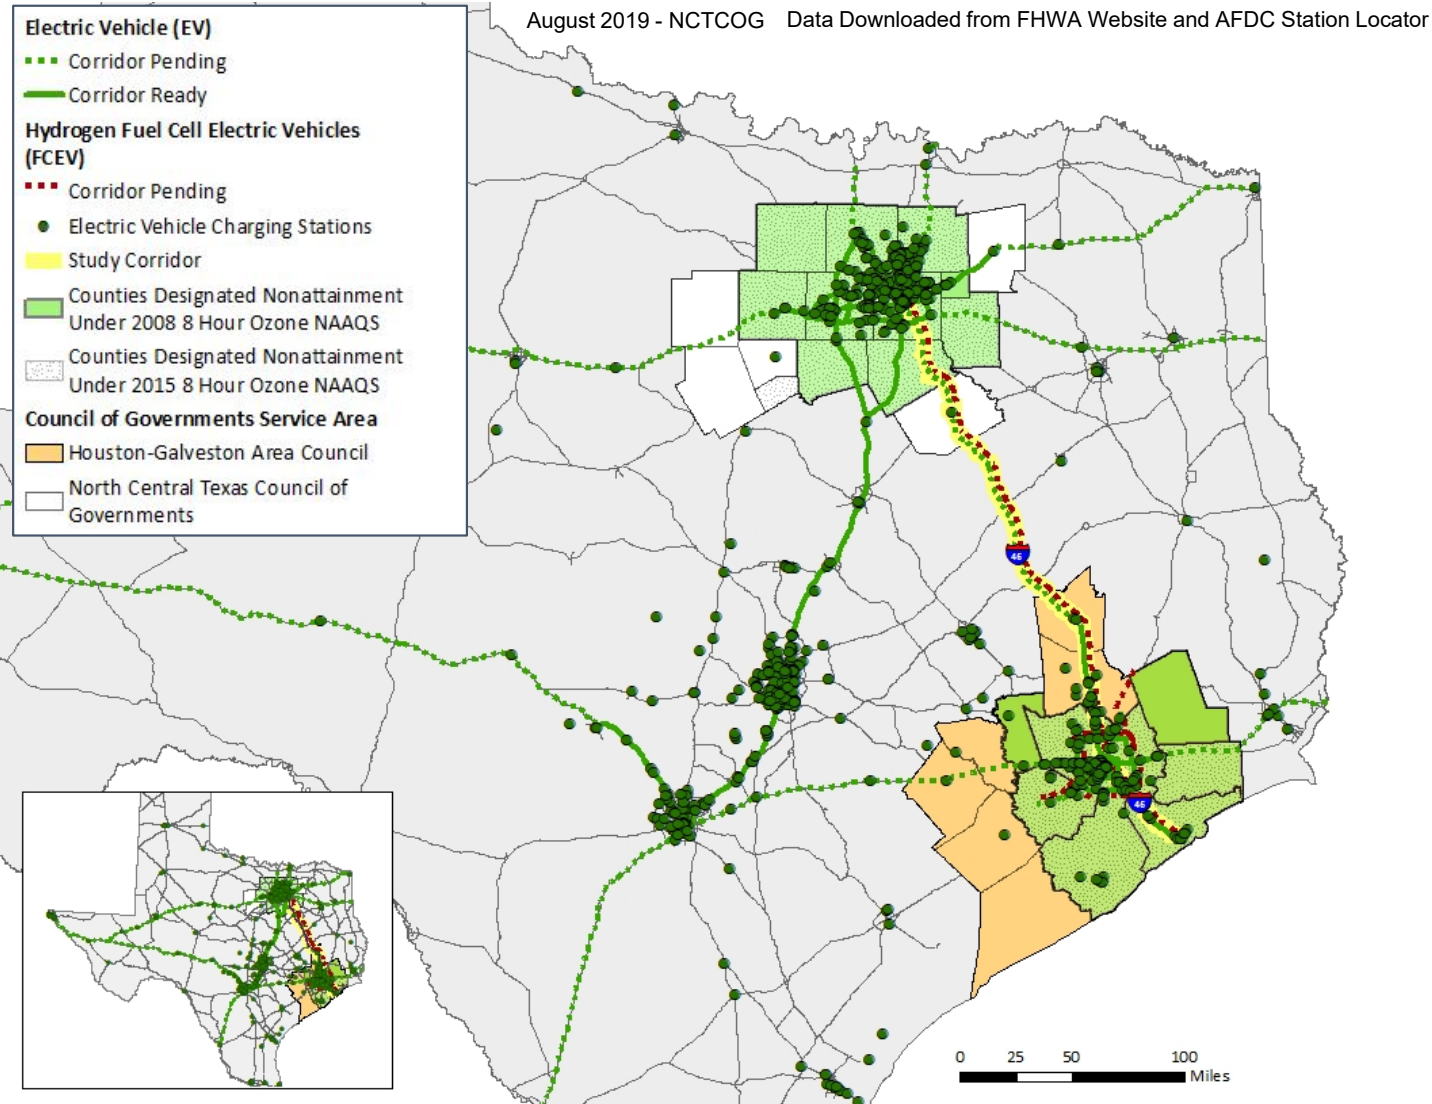 August 2019 - NCTCOG Data Downloaded from FHWA Website and AFDC Station Locator
Electric Vehicle (EV)
Corridor Pending
Corridor Ready
Hydrogen Fuel Cell Electric Vehicles
(FCEV)
Corridor Pending
Electric Vehicle Charging Stations
Study Corridor
Counties Designated Nonattainment
Under 2008 8 Hour Ozone NAAQS
Counties Designated Nonattainment
Under 2015 8 Hour Ozone NAAQS
Council of Governments Service Area
Houston-Galveston Area Council
North Central Texas Council of
Governments
46
46
0 25 50 100
Miles